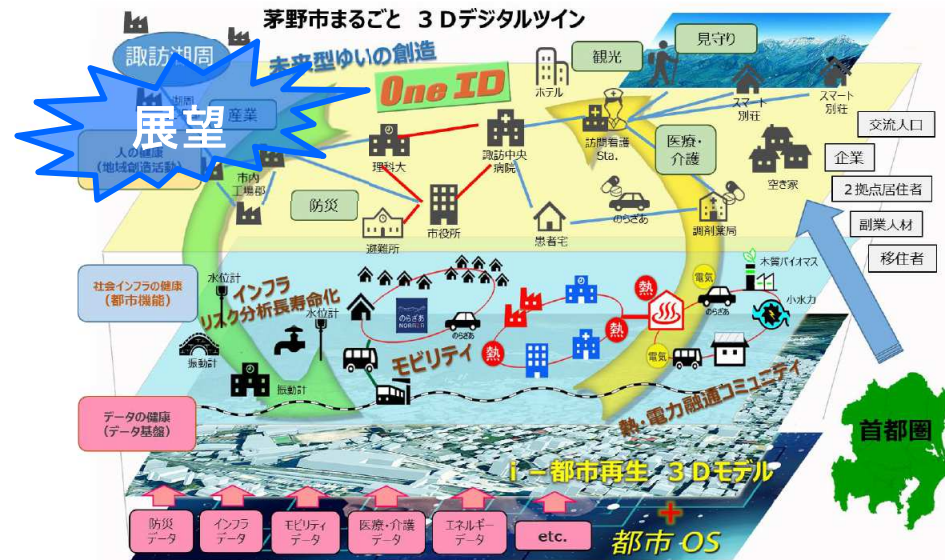 茅野市まるごと 3Dデジタルツイン
諏訪湖周
未来型ゆいの創造
One ID
展望
産業
ホテル
観光
見守り
スマート
別荘
スマート
別荘
人の健康
(地域創造活動)
市内
工場郡
理科大
諏訪中央
病院
訪問看護
Sta.
医療・
介護
空き家
交流人口
企業
2拠点居住者
副業人材
移住者
防災
避難所
市役所
患者宅
のらざあ
調剤薬局
社会インフラの健康
(都市機能)
水位計
インフラ
リスク分析長寿命化
水位計
振動計
振動計
のらざあ
NORAZA
のらざあ
モビリティ
熱
熱
熱
電気
電気
のらざあ
木質バイオマス
小水力
熱・電力融通コミュニティ
データの健康
(データ基盤)
首都圏
i-都市再生 3Dモデル
+
都市OS
防災
データ
インフラ
データ
モビリティ
データ
医療・介護
データ
エネルギー
データ
etc.